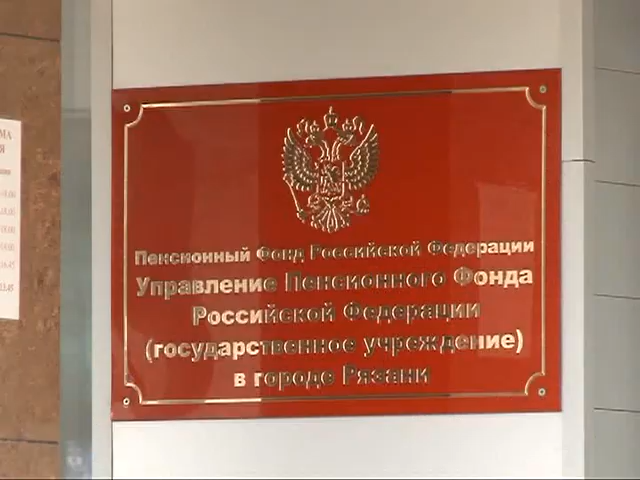 Пенсионный Фонд Российской Федерации
Управление Пенсионного Фонда
Российской Федерации
(государственное учреждение)
в городе Рязани